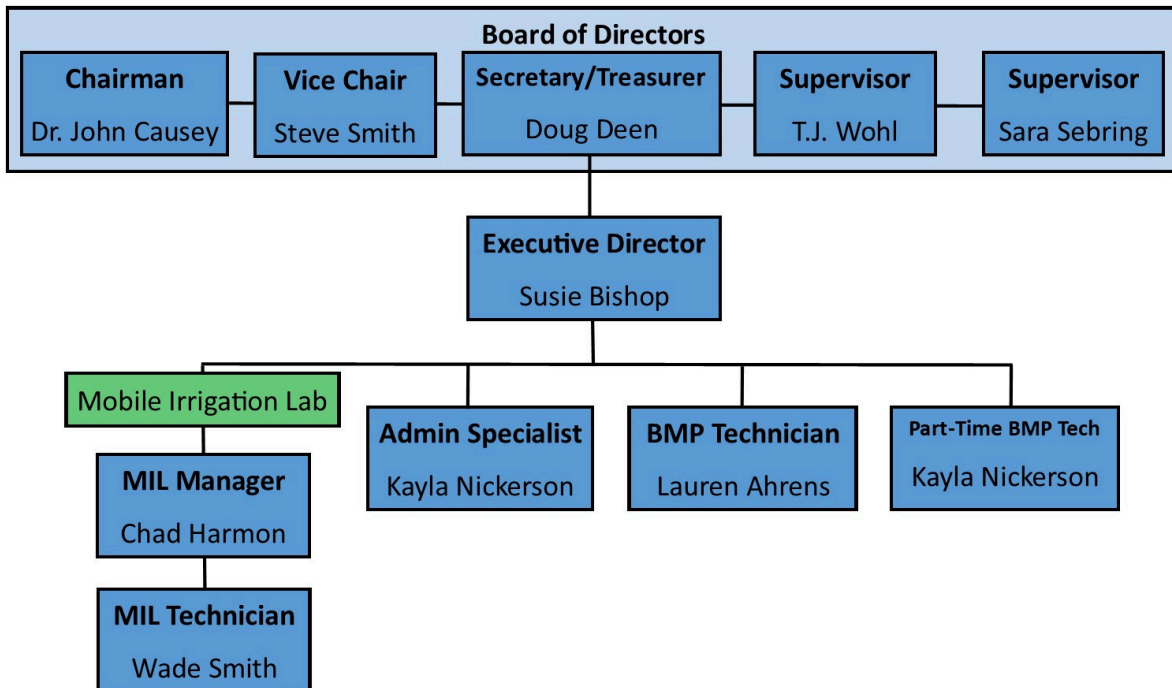 Board of Directors
Chairman
Dr. John Causey
Vice Chair
Steve Smith
Secretary/Treasurer
Doug Deen
Supervisor
T.J. Wohl
Supervisor
Sara Sebring
Executive Director
Susie Bishop
Mobile Irrigation Lab
MIL Manager
Chad Harmon
MIL Technician
Wade Smith
Admin Specialist
Kayla Nickerson
BMP Technician
Lauren Ahrens
Part-Time BMP Tech
Kayla Nickerson